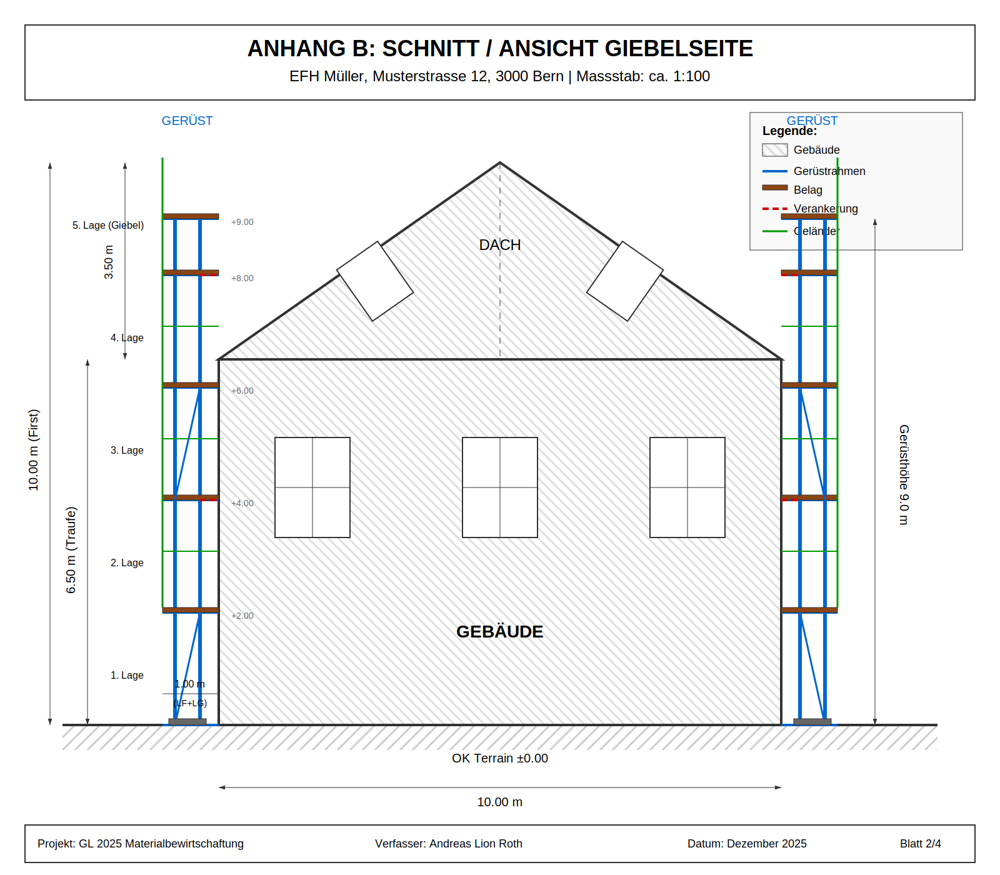 ANHANG B: SCHNITT / ANSICHT GIEBELSEITE
EFH Müller, Musterstrasse 12, 3000 Bern | Massstab: ca. 1:100
GERÜST
GERÜST
Legende:
Gebäude
Gerüstrahmen
Belag
Verankerung
Geländer
5. Lage (Giebel)
+9.00
DACH
3.50 m
+8.00
4. Lage
+6.00
10.00 m (First)
3. Lage
Gerüsthöhe 9.0 m
+4.00
6.50 m (Traufe)
2. Lage
+2.00
GEBÄUDE
1. Lage
1.00 m
(LF+LG)
OK Terrain ±0.00
10.00 m
Projekt: GL 2025 Materialbewirtschaftung
Verfasser: Andreas Lion Roth
Datum: Dezember 2025
Blatt 2/4